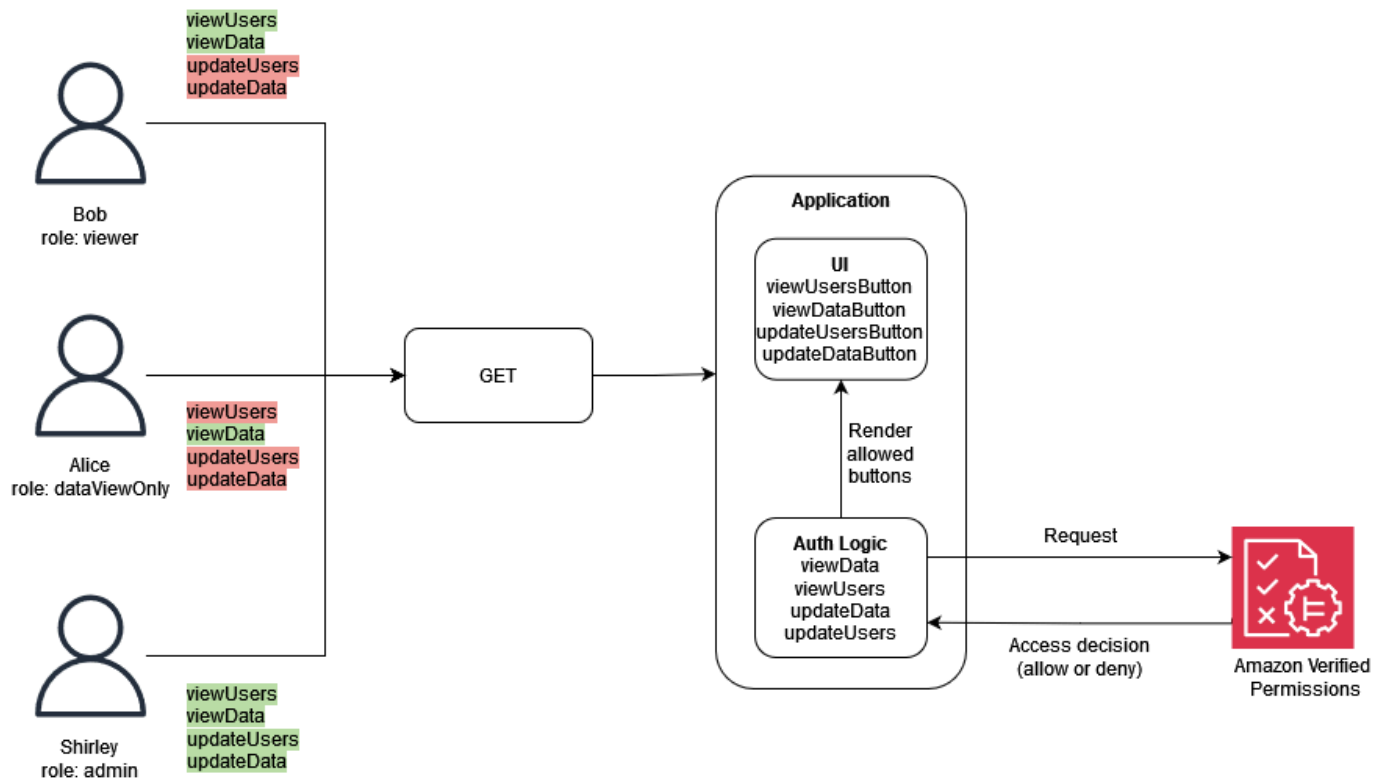 viewUsers
viewData
updateUsers
updateData
Bob
role: viewer
viewUsers
viewData
updateUsers
updateData
Alice
role: dataViewOnly
viewUsers
viewData
updateUsers
updateData
Shirley
role: admin
GET
Application
UI
viewUsersButton
viewDataButton
updateUsersButton
updateDataButton
Render
allowed
buttons
Auth Logic
viewData
viewUsers
updateData
updateUsers
Request
Access decision
(allow or deny)
Amazon Verified
Permissions